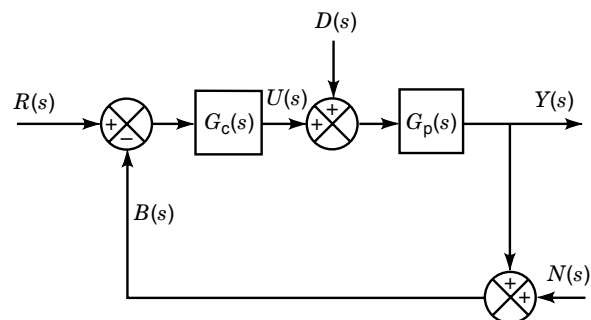 D(s)
R(s)
+
−
G_c(s)
U(s)
+
+
G_p(s)
Y(s)
B(s)
+
+
N(s)